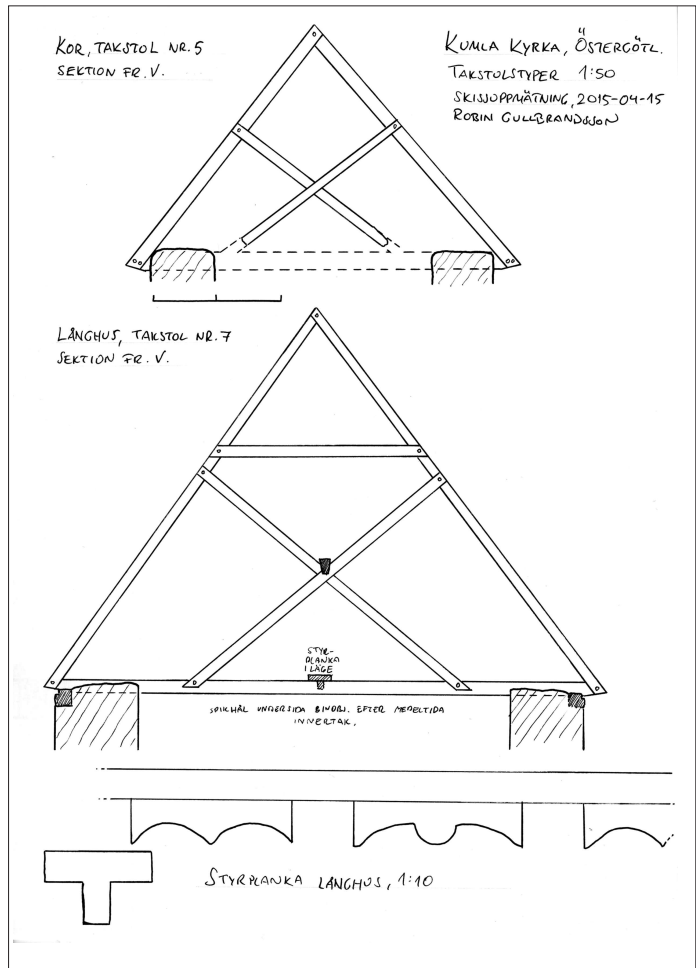 KOR, TAKSTOL NR. 5
SEKTION FR. V.
KUMLA KYRKA, ÖSTERGÖTL.
TAKSTOLSTYPER 1:50
SKISSUPPMÄTNING, 2015-04-15
ROBIN GULLBRANDSSON
LÅNGHUS, TAKSTOL NR. 7
SEKTION FR. V.
STYR-
PLANKA
I LÄGE
SPIKHÅL UNDERSIDA BINDBJ. EFTER MEDELTIDA
INNERTAK.
STYRPLANKA LÅNGHUS, 1:10